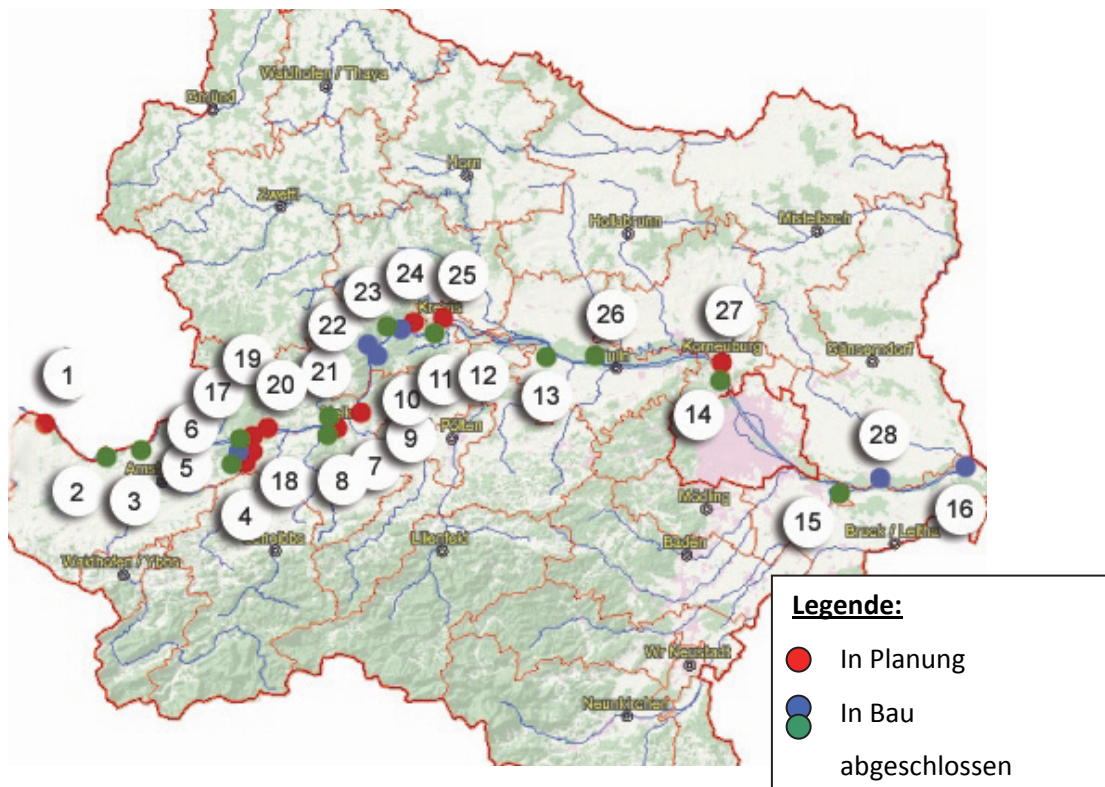 Waidhofen / Thaya
Gmünd
Horn
Zwettl
Hollabrunn
Mistelbach
24
25
23
Krems
26
27
22
Korneuburg
Tulln
Gänserndorf
19
1
17
20
21
11
12
10
13
6
14
28
5
9
Pölten
2
3
18
8
7
4
Mödling
15
16
Lilienfeld
Baden
Bruck / Leitha
Waidhofen / Ybbs
Legende:
In Planung
Wr Neustadt
In Bau
Neunkirchen
abgeschlossen